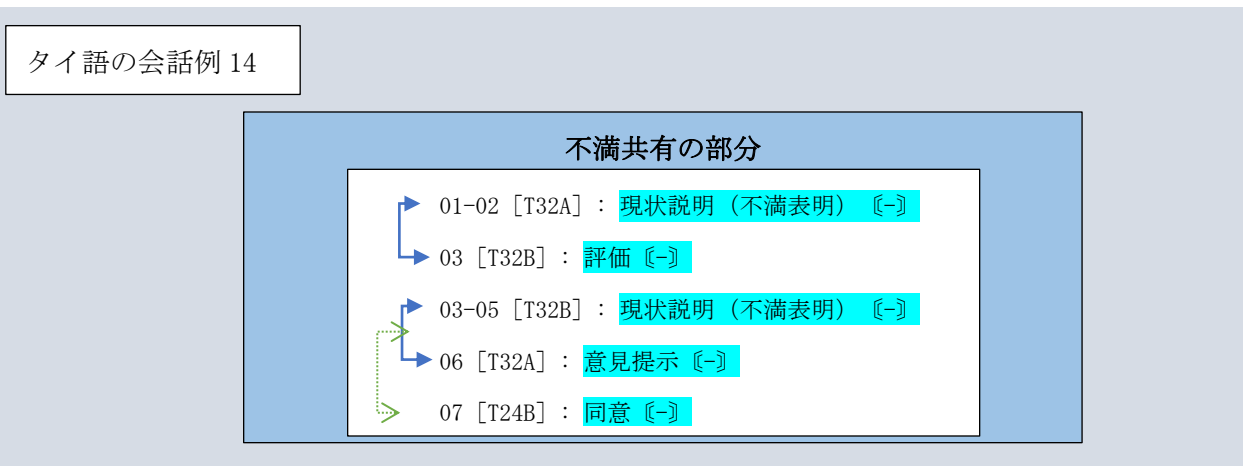 タイ語の会話例 14
不満共有の部分
01-02［T32A］：現状説明（不満表明）〔-〕
03［T32B］：評価〔-〕
03-05［T32B］：現状説明（不満表明）〔-〕
06［T32A］：意見提示〔-〕
07［T24B］：同意〔-〕